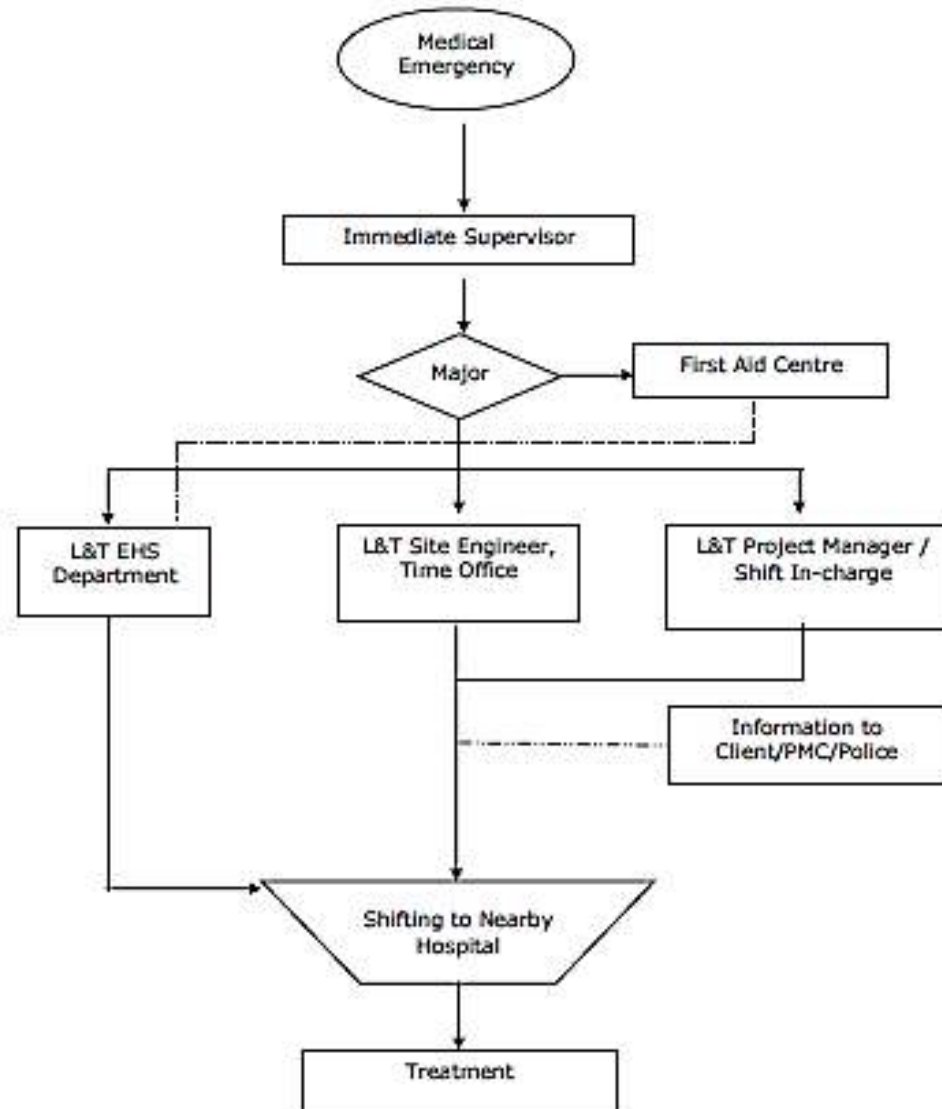 Medical
Emergency
Immediate Supervisor
Major
First Aid Centre
L&T EHS
Department
L&T Site Engineer,
Time Office
L&T Project Manager /
Shift In-charge
Information to
Client/PMC/Police
Shifting to Nearby
Hospital
Treatment